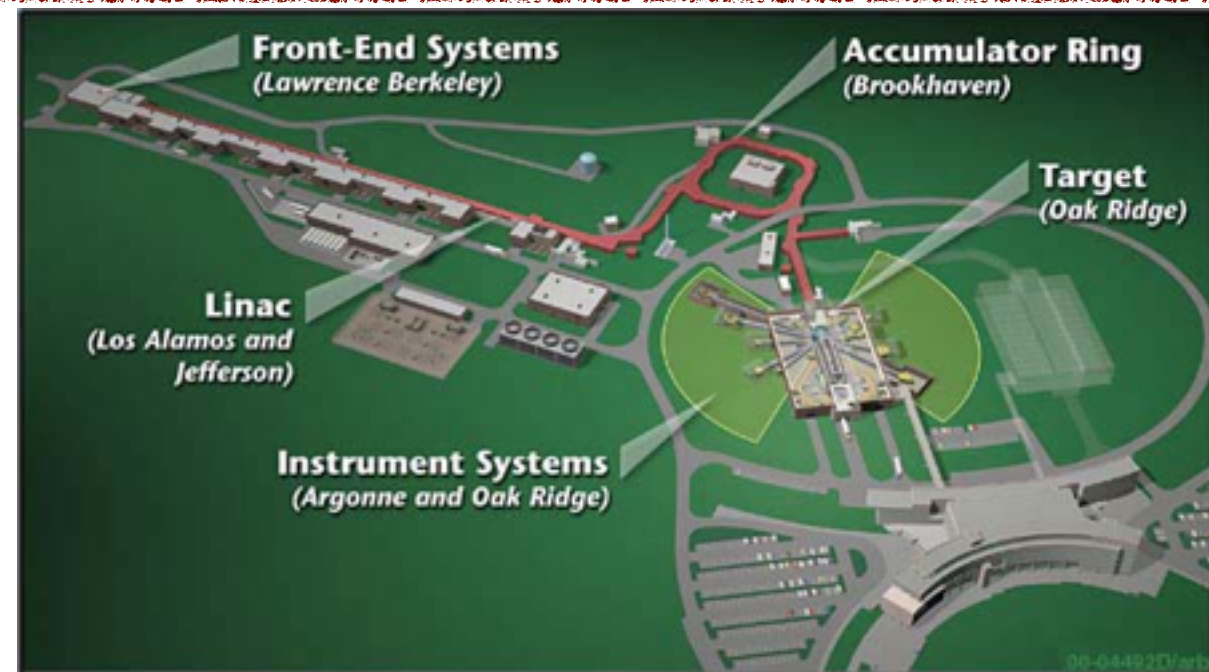 Front-End Systems
(Lawrence Berkeley)
Accumulator Ring
(Brookhaven)
Target
(Oak Ridge)
Linac
(Los Alamos and
Jefferson)
Instrument Systems
(Argonne and Oak Ridge)